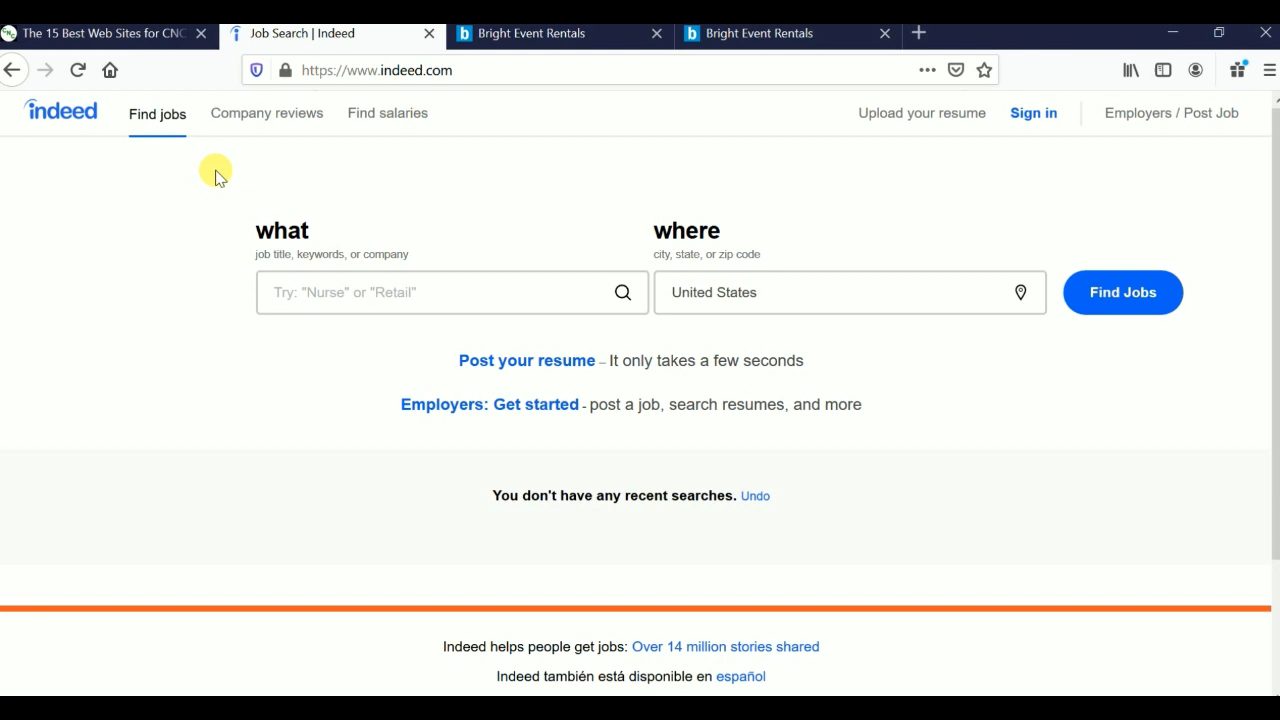 The 15 Best Web Sites for CNC
Job Search | Indeed
Bright Event Rentals
Bright Event Rentals
https://www.indeed.com
indeed
Find jobs
Company reviews
Find salaries
Upload your resume
Sign in
Employers / Post Job
what
where
job title, keywords, or company
city, state, or zip code
Try: "Nurse" or "Retail"
United States
Find Jobs
Post your resume – It only takes a few seconds
Employers: Get started - post a job, search resumes, and more
You don't have any recent searches. Undo
Indeed helps people get jobs: Over 14 million stories shared
Indeed también está disponible en español